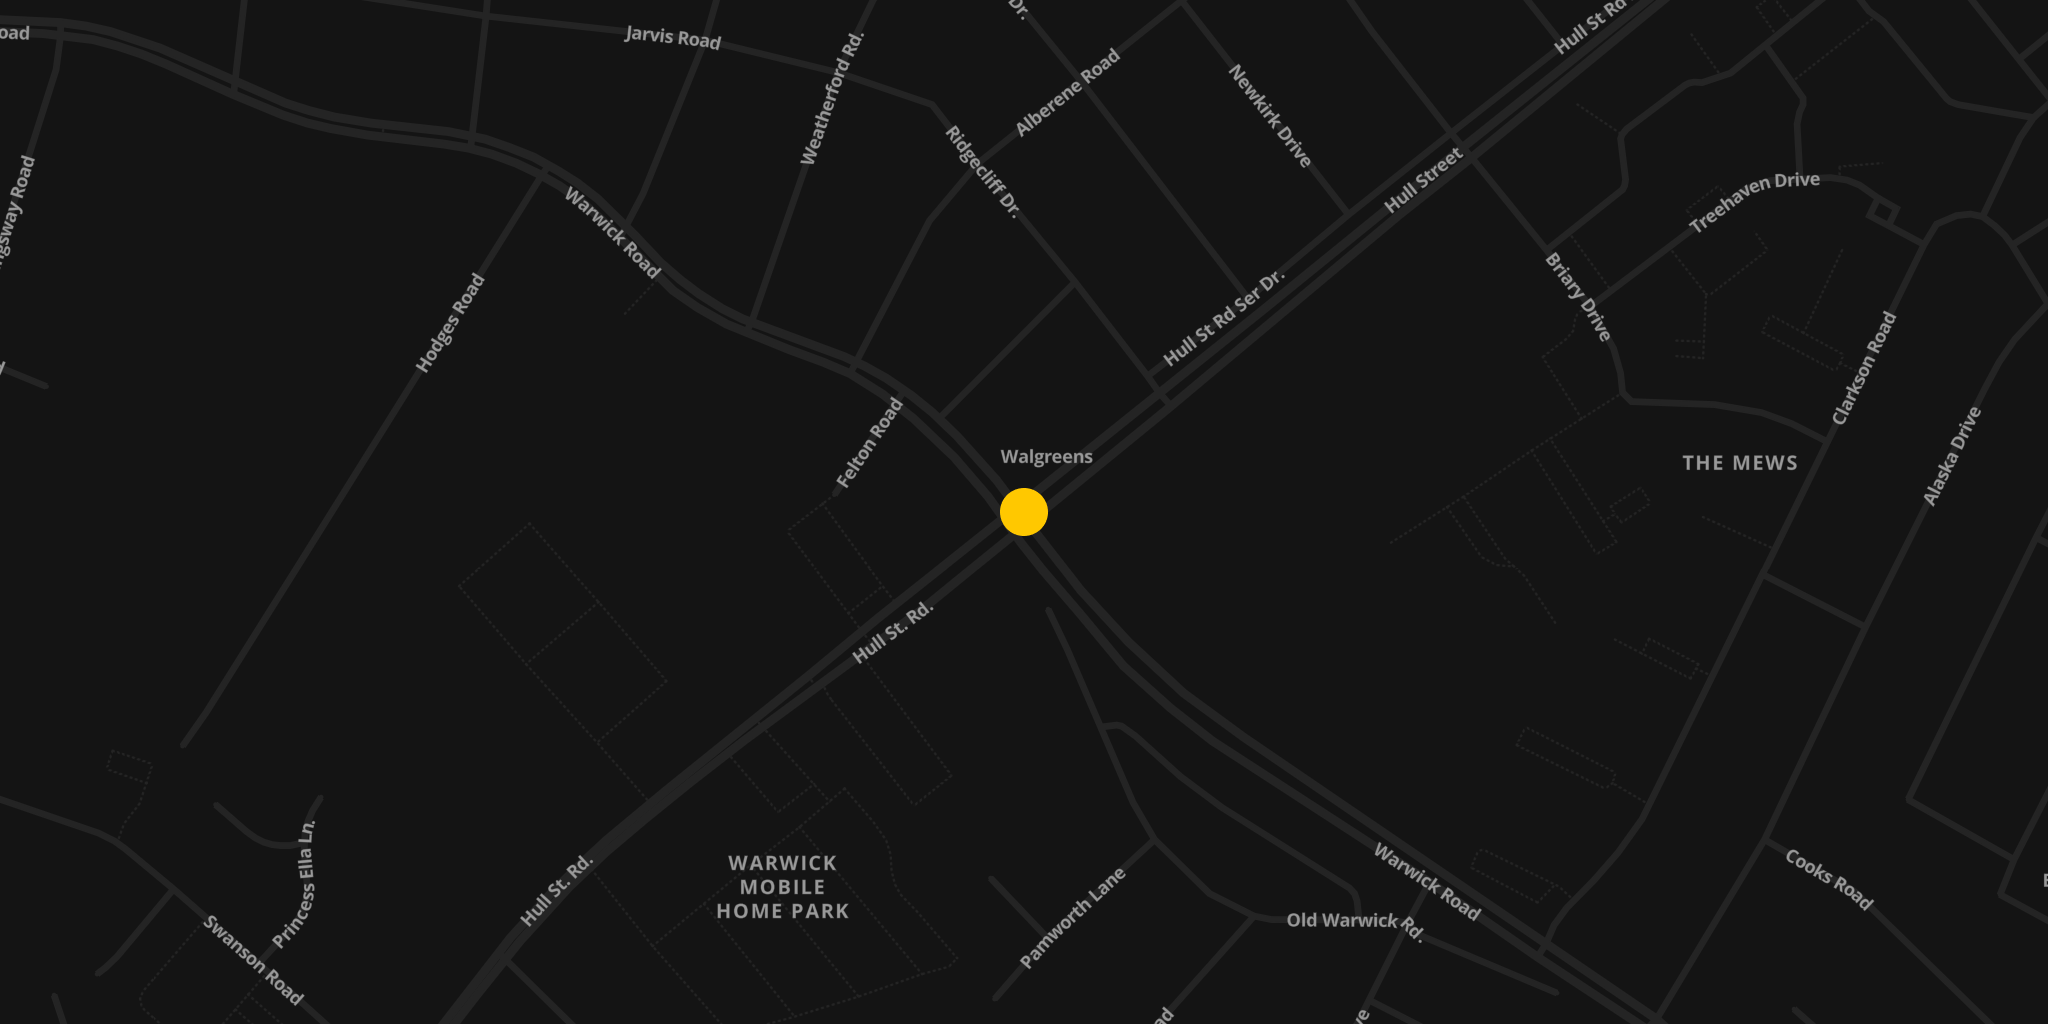 Dr.
Hull St Rd
oad
Jarvis Road
Weatherford Rd.
Alberene Road
Newkirk Drive
Ridgecliff Dr.
Hull Street
Treehaven Drive
gsway Road
Warwick Road
Hodges Road
Hull St Rd Ser Dr.
Briary Drive
Clarkson Road
Felton Road
Walgreens
THE MEWS
Alaska Drive
Hull St. Rd.
Princess Ella Ln.
WARWICK
MOBILE
HOME PARK
Hull St. Rd.
Warwick Road
Cooks Road
Pamworth Lane
Old Warwick Rd.
Swanson Road
ad
ve